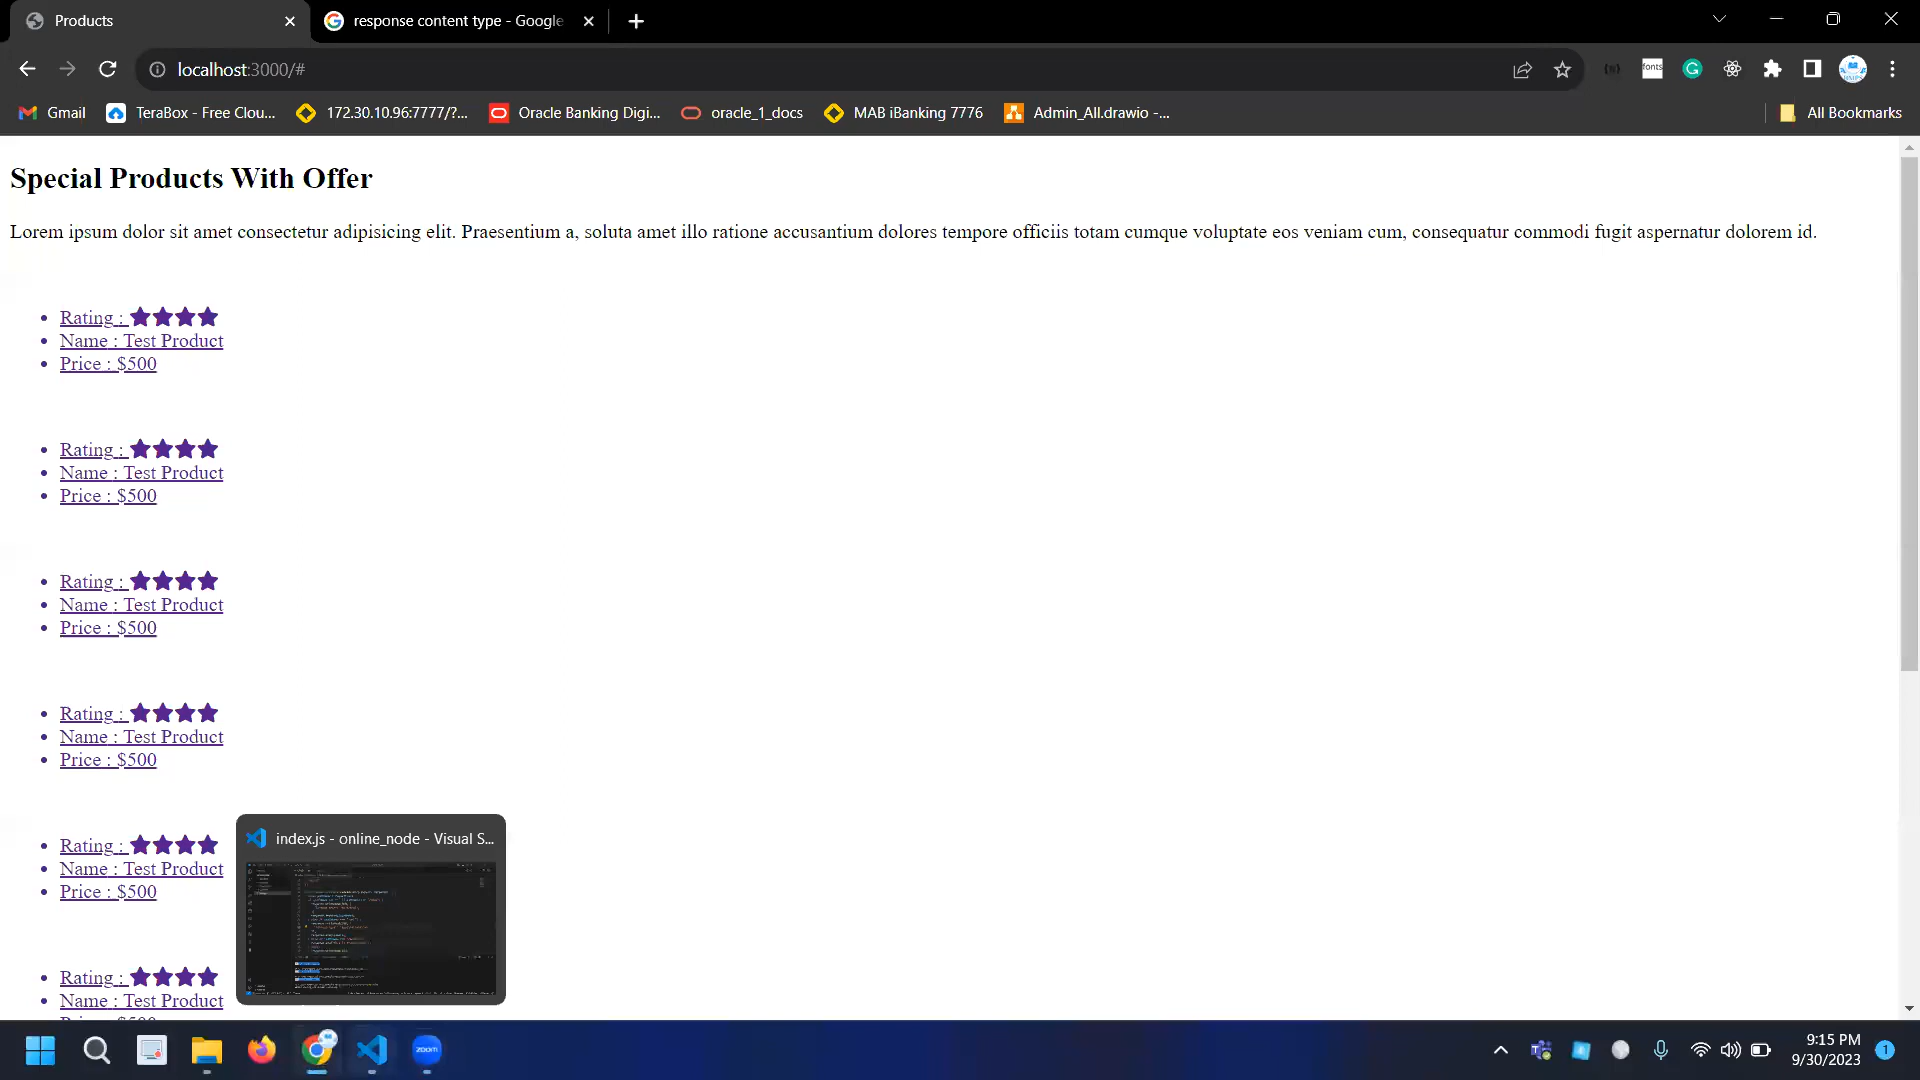 Products
response content type - Google
localhost:3000/#
fonts
Gmail
TeraBox - Free Clou...
172.30.10.96:7777/?...
Oracle Banking Digi...
oracle_1_docs
MAB iBanking 7776
Admin_All.drawio -...
All Bookmarks
Special Products With Offer
Lorem ipsum dolor sit amet consectetur adipisicing elit. Praesentium a, soluta amet illo ratione accusantium dolores tempore officiis totam cumque voluptate eos veniam cum, consequatur commodi fugit aspernatur dolorem id.
Rating :
Name : Test Product
Price : $500
Rating :
Name : Test Product
Price : $500
Rating :
Name : Test Product
Price : $500
Rating :
Name : Test Product
Price : $500
Rating :
Name : Test Product
Price : $500
Rating :
Name : Test Product
Price : $500
index.js - online_node - Visual S...
zoom
9:15 PM
9/30/2023
1